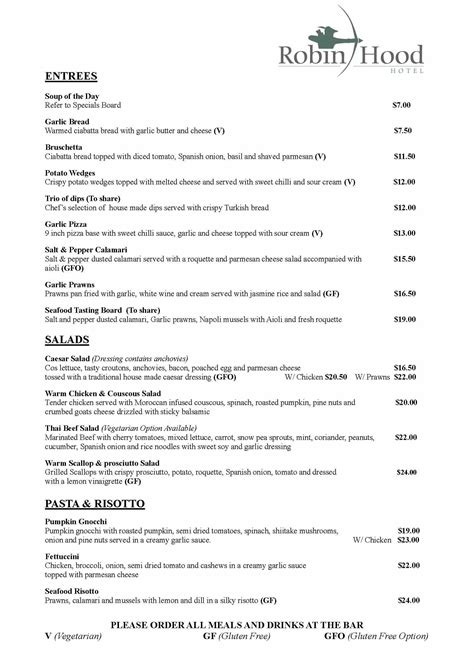 Robin Hood
HOTEL
ENTREES
Soup of the Day
Refer to Specials Board $7.00
Garlic Bread
Warmed ciabatta bread with garlic butter and cheese (V) $7.50
Bruschetta
Ciabatta bread topped with diced tomato, Spanish onion, basil and shaved parmesan (V) $11.50
Potato Wedges
Crispy potato wedges topped with melted cheese and served with sweet chilli and sour cream (V) $12.00
Trio of dips (To share)
Chef's selection of house made dips served with crispy Turkish bread $12.00
Garlic Pizza
9 inch pizza base with sweet chilli sauce, garlic and cheese topped with sour cream (V) $13.00
Salt & Pepper Calamari
Salt & pepper dusted calamari served with a roquette and parmesan cheese salad accompanied with $15.50
aioli (GFO)
Garlic Prawns
Prawns pan fried with garlic, white wine and cream served with jasmine rice and salad (GF) $16.50
Seafood Tasting Board (To share)
Salt and pepper dusted calamari, Garlic prawns, Napoli mussels with Aioli and fresh roquette $19.00
SALADS
Caesar Salad (Dressing contains anchovies)
Cos lettuce, tasty croutons, anchovies, bacon, poached egg and parmesan cheese $16.50
tossed with a traditional house made caesar dressing (GFO) W/ Chicken $20.50 W/ Prawns $22.00
Warm Chicken & Couscous Salad
Tender chicken served with Moroccan infused couscous, spinach, roasted pumpkin, pine nuts and $20.00
crumbed goats cheese drizzled with sticky balsamic
Thai Beef Salad (Vegetarian Option Available)
Marinated Beef with cherry tomatoes, mixed lettuce, carrot, snow pea sprouts, mint, coriander, peanuts, $22.00
cucumber, Spanish onion and rice noodles with sweet soy and garlic dressing
Warm Scallop & prosciutto Salad
Grilled Scallops with crispy prosciutto, potato, roquette, Spanish onion, tomato and dressed $24.00
with a lemon vinaigrette (GF)
PASTA & RISOTTO
Pumpkin Gnocchi
Pumpkin gnocchi with roasted pumpkin, semi dried tomatoes, spinach, shiitake mushrooms, $19.00
onion and pine nuts served in a creamy garlic sauce. W/ Chicken $23.00
Fettuccini
Chicken, broccoli, onion, semi dried tomato and cashews in a creamy garlic sauce $22.00
topped with parmesan cheese
Seafood Risotto
Prawns, calamari and mussels with lemon and dill in a silky risotto (GF) $24.00
PLEASE ORDER ALL MEALS AND DRINKS AT THE BAR
V (Vegetarian) GF (Gluten Free) GFO (Gluten Free Option)